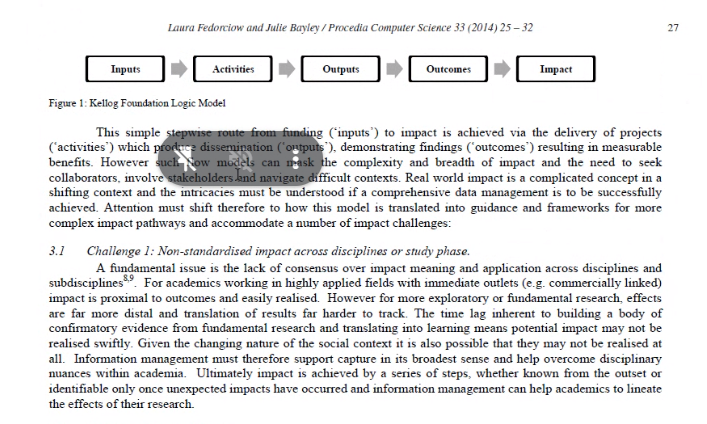 Laura Fedorciow and Julie Bayley / Procedia Computer Science 33 (2014) 25 – 32
27
Inputs Activities Outputs Outcomes Impact
Figure 1: Kellog Foundation Logic Model
This simple stepwise route from funding ('inputs') to impact is achieved via the delivery of projects
('activities') which produce dissemination ('outputs'), demonstrating findings ('outcomes') resulting in measurable
benefits. However such flow models can mask the complexity and breadth of impact and the need to seek
collaborators, involve stakeholders and navigate difficult contexts. Real world impact is a complicated concept in a
shifting context and the intricacies must be understood if a comprehensive data management is to be successfully
achieved. Attention must shift therefore to how this model is translated into guidance and frameworks for more
complex impact pathways and accommodate a number of impact challenges:
3.1 Challenge 1: Non-standardised impact across disciplines or study phase.
A fundamental issue is the lack of consensus over impact meaning and application across disciplines and
subdisciplines8,9. For academics working in highly applied fields with immediate outlets (e.g. commercially linked)
impact is proximal to outcomes and easily realised. However for more exploratory or fundamental research, effects
are far more distal and translation of results far harder to track. The time lag inherent to building a body of
confirmatory evidence from fundamental research and translating into learning means potential impact may not be
realised swiftly. Given the changing nature of the social context it is also possible that they may not be realised at
all. Information management must therefore support capture in its broadest sense and help overcome disciplinary
nuances within academia. Ultimately impact is achieved by a series of steps, whether known from the outset or
identifiable only once unexpected impacts have occurred and information management can help academics to lineate
the effects of their research.